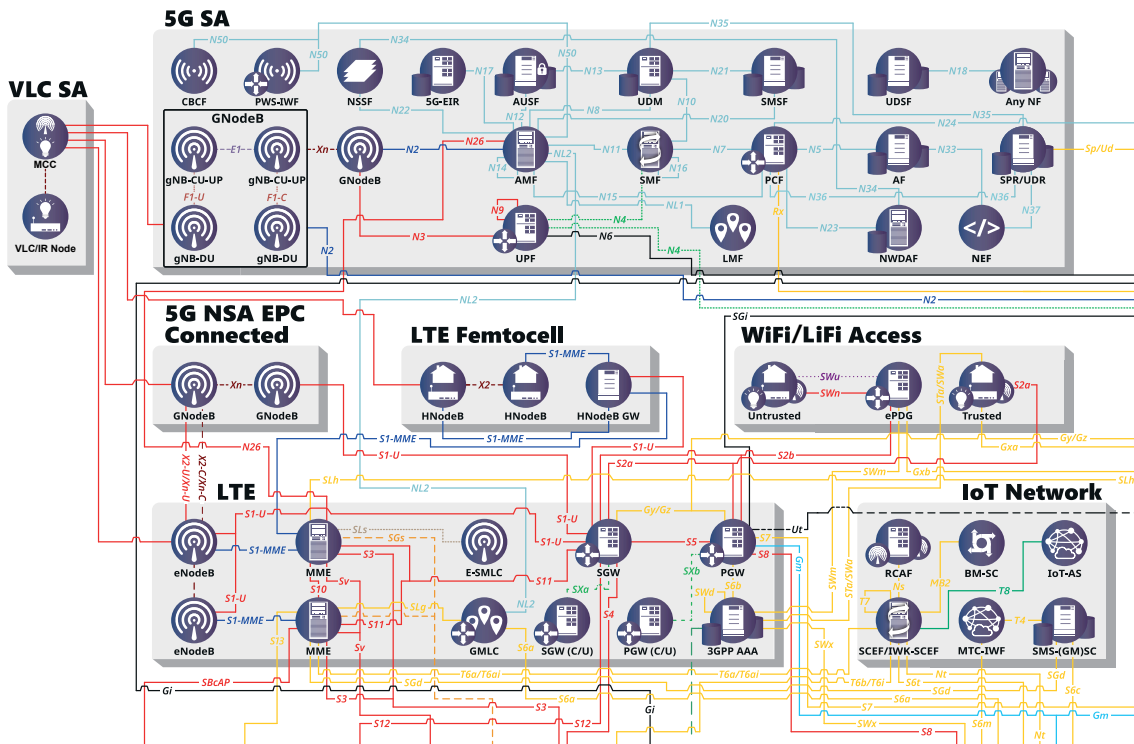 5G SA
N50
N34
N35
N50
CBCF
PWS-IWF
NSSF
5G-EIR
N17
AUSF
N13
UDM
N21
SMSF
UDSF
N18
Any NF
N22
N12
N8
N10
N20
N35
N24
VLC SA
MCC
VLC/IR Node
GNodeB
E1
Xn
N2
N26
gNB-CU-UP
gNB-CU-UP
GNodeB
AMF
N14
NL2
N11
SMF
N16
N7
PCF
N5
AF
N33
SPR/UDR
Sp/Ud
F1-U
F1-C
N15
N36
N34
N36
gNB-DU
gNB-DU
N2
N3
N9
UPF
N4
N6
N4
NL1
LMF
Rx
N23
NWDAF
NEF
N37
NL2
N2
SGi
5G NSA EPC
Connected
GNodeB
Xn
GNodeB
LTE Femtocell
S1-MME
HNodeB
X2
HNodeB
HNodeB GW
WiFi/LiFi Access
Untrusted
SWu
SWn
ePDG
STa/SWa
Trusted
S2a
N26
X2-U/Xn-U
X2-C/Xn-C
S1-MME
S1-MME
S1-U
S1-U
S2a
S2b
Gy/Gz
Gxa
SWm
Gxb
SLh
SLh
LTE
NL2
S1-U
S1-U
S1-U
Gy/Gz
eNodeB
S1-MME
MME
SLs
SGs
S3
E-SMLC
S11
SGW
S5
PGW
Ut
S7
S8
Gm
S10
Sv
SXa
SXb
S4
S1-U
eNodeB
S1-MME
S13
MME
SLg
S11
Sv
NL2
GMLC
S6a
SGW (C/U)
PGW (C/U)
SWd
S6b
3GPP AAA
SWm
STa/SWa
SWx
IoT Network
RCAF
BM-SC
IoT-AS
MB2
T7
Ns
T8
SCEF/IWK-SCEF
MTC-IWF
T4
SMS-(GM)SC
SBcAP
Gi
S3
SGd
T6a/T6ai
T6a/T6ai
S6a
S3
S12
S12
Gi
T6b/T6i
S6t
Nt
SGd
S6c
S6a
SGd
S7
Gm
SWx
S8
S6m
Nt